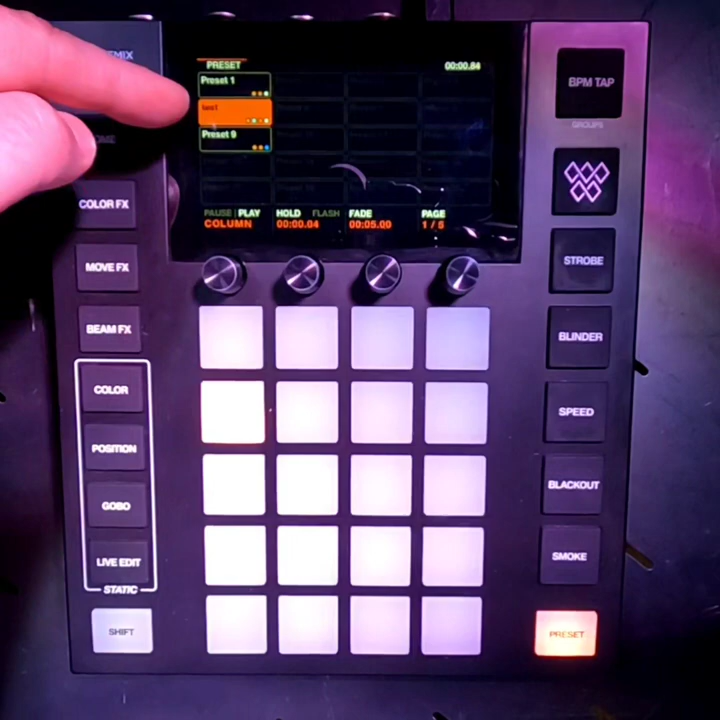 EMIX
PRESET
00:00.84
Preset 1
test
Preset 9
PAUSE | PLAY
HOLD
FLASH
FADE
PAGE
COLUMN
00:00.04
05:00
1 / 5
BPM TAP
GROUPS
OME
COLOR FX
MOVE FX
BEAM FX
COLOR
POSITION
GOBO
LIVE EDIT
STATIC
SHIFT
STROBE
BLINDER
SPEED
BLACKOUT
SMOKE
PRESET